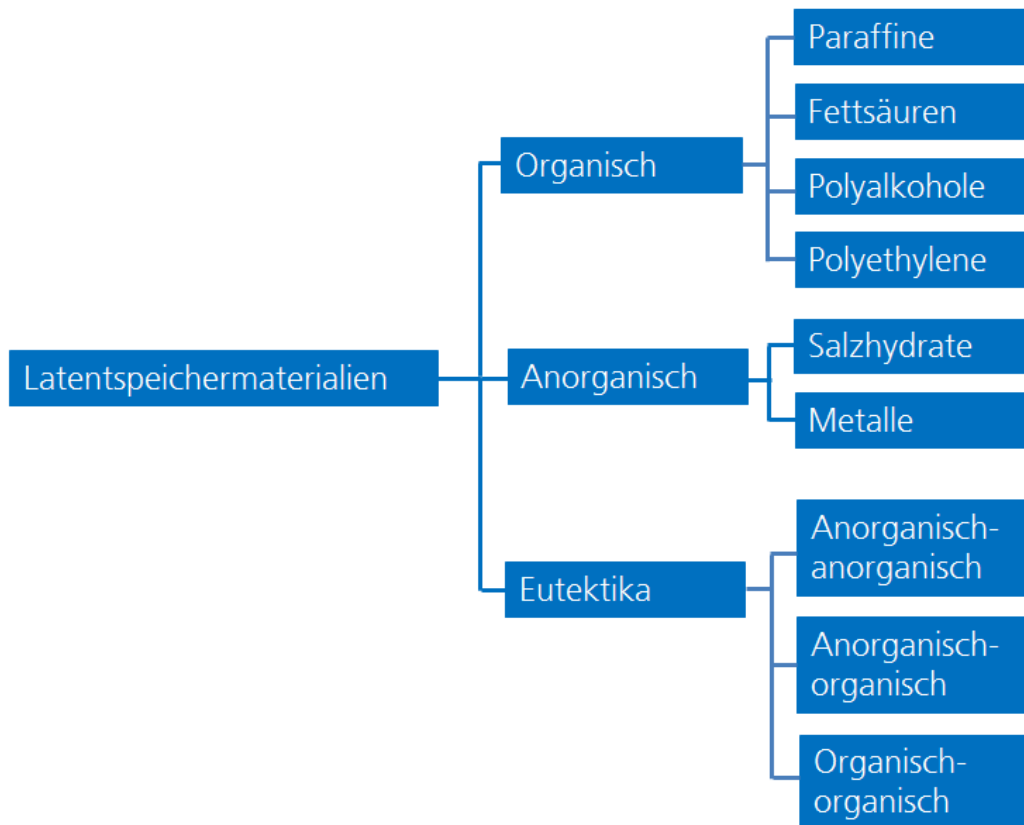 Latentspeichermaterialien
Organisch
Paraffine
Fettsäuren
Polyalkohole
Polyethylene
Anorganisch
Salzhydrate
Metalle
Eutektika
Anorganisch-
anorganisch
Anorganisch-
organisch
Organisch-
organisch